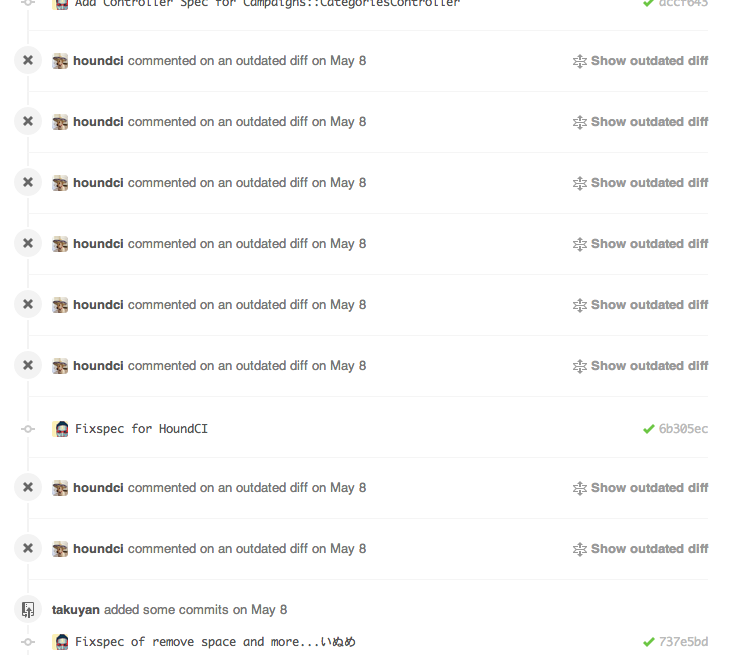 Add Controller Spec for Campaigns::CategoriesController accf643
houndci commented on an outdated diff on May 8 Show outdated diff
houndci commented on an outdated diff on May 8 Show outdated diff
houndci commented on an outdated diff on May 8 Show outdated diff
houndci commented on an outdated diff on May 8 Show outdated diff
houndci commented on an outdated diff on May 8 Show outdated diff
houndci commented on an outdated diff on May 8 Show outdated diff
Fixspec for HoundCI 6b305ec
houndci commented on an outdated diff on May 8 Show outdated diff
houndci commented on an outdated diff on May 8 Show outdated diff
takuyan added some commits on May 8
Fixspec of remove space and more...いぬめ 737e5bd